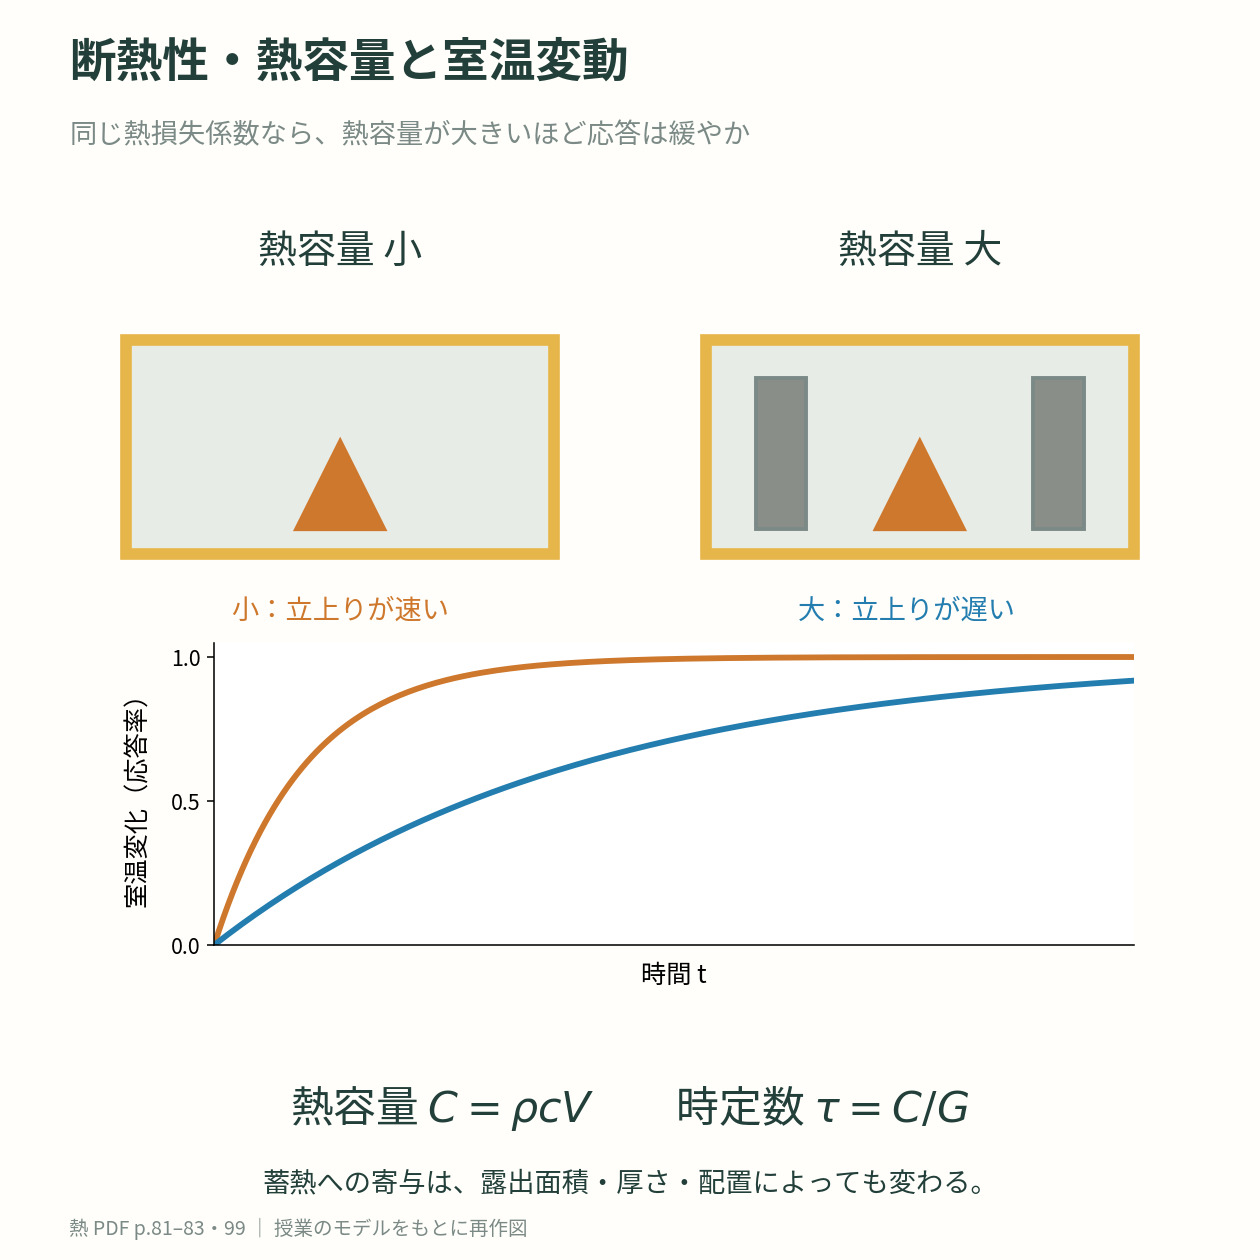 断熱性・熱容量と室温変動
同じ熱損失係数なら、熱容量が大きいほど応答は緩やか
熱容量 小
熱容量 大
小：立上りが速い
大：立上りが遅い
室温変化（応答率）
1.0
0.5
0.0
時間 t
熱容量 C = ρcV
時定数 τ = C/G
蓄熱への寄与は、露出面積・厚さ・配置によっても変わる。
熱 PDF p.81–83・99｜授業のモデルをもとに再作図